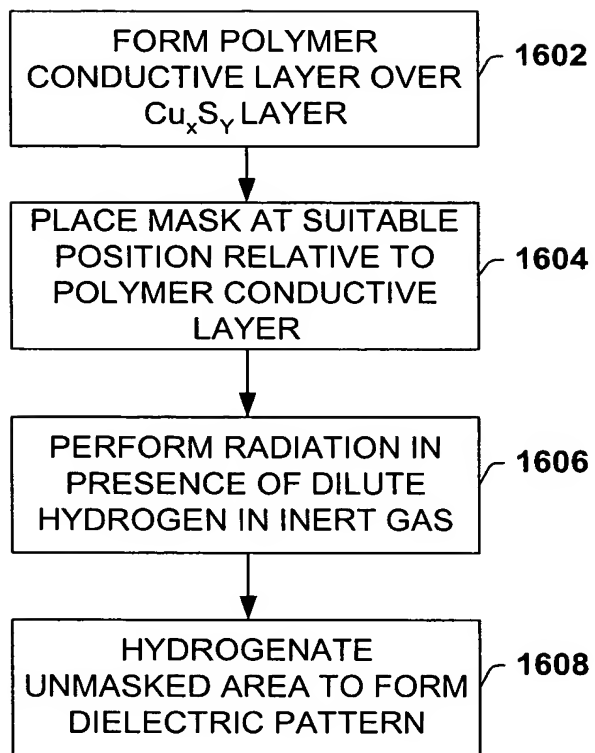 FORM POLYMER
CONDUCTIVE LAYER OVER
CuxSY LAYER
1602
PLACE MASK AT SUITABLE
POSITION RELATIVE TO
POLYMER CONDUCTIVE
LAYER
1604
PERFORM RADIATION IN
PRESENCE OF DILUTE
HYDROGEN IN INERT GAS
1606
HYDROGENATE
UNMASKED AREA TO FORM
DIELECTRIC PATTERN
1608